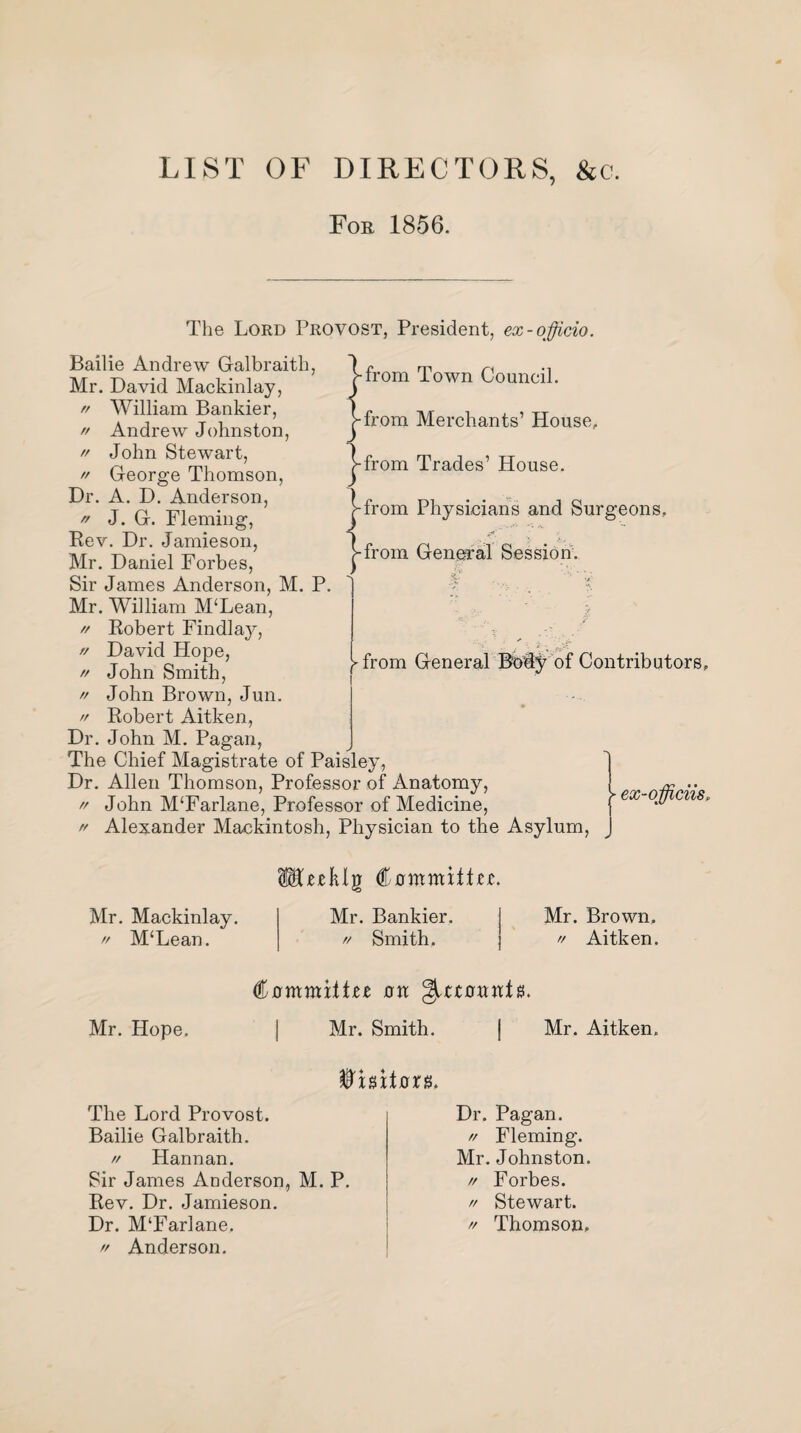 LIST OF DIRECTORS, &c.
For 1856.
The Lord Provost, President, ex-officio.
Bailie Andrew Galbraith,
Mr. David Mackinlay,
} from Town Council.
〃 William Bankier,
〃 Andrew Johnston,
} from Merchants' House,
〃 John Stewart,
〃 George Thomson,
} from Trades' House.
Dr. A. D. Anderson,
〃 J. G. Fleming,
} from Physicians and Surgeons,
Rev. Dr. Jamieson,
Mr. Daniel Forbes,
} from General Session.
Sir James Anderson, M. P.
Mr. William M‘Lean,
〃 Robert Findlay,
〃 David Hope,
〃 John Smith,
〃 John Brown, Jun.
〃 Robert Aitken,
Dr. John M. Pagan,
} from General Body of Contributors,
The Chief Magistrate of Paisley,
Dr. Allen Thomson, Professor of Anatomy,
〃 John M‘Farlane, Professor of Medicine,
〃 Alexander Mackintosh, Physician to the Asylum,
} ex-officiis.
Weekly Committee.
Mr. Mackinlay.
〃 M‘Lean.
Mr. Bankier.
〃 Smith.
Mr. Brown.
〃 Aitken.
Committee on Accounts.
Mr. Hope. | Mr. Smith. | Mr. Aitken.
Visitors.
The Lord Provost.
Bailie Galbraith.
〃 Hannan.
Sir James Anderson, M. P.
Rev. Dr. Jamieson.
Dr. M‘Farlane.
〃 Anderson.
Dr. Pagan.
〃 Fleming.
Mr. Johnston.
〃 Forbes.
〃 Stewart.
〃 Thomson.